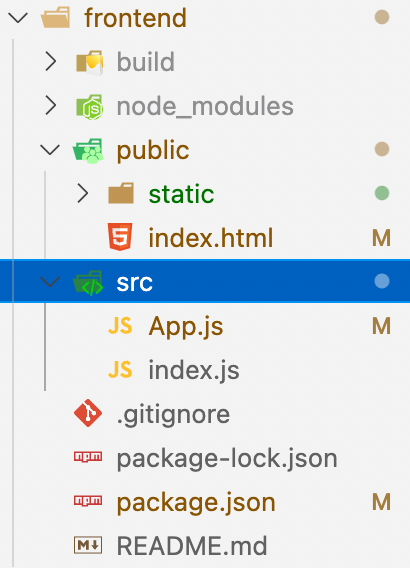 frontend
build
node_modules
public
static
index.html M
src
JS App.js M
JS index.js
.gitignore
package-lock.json
package.json M
README.md